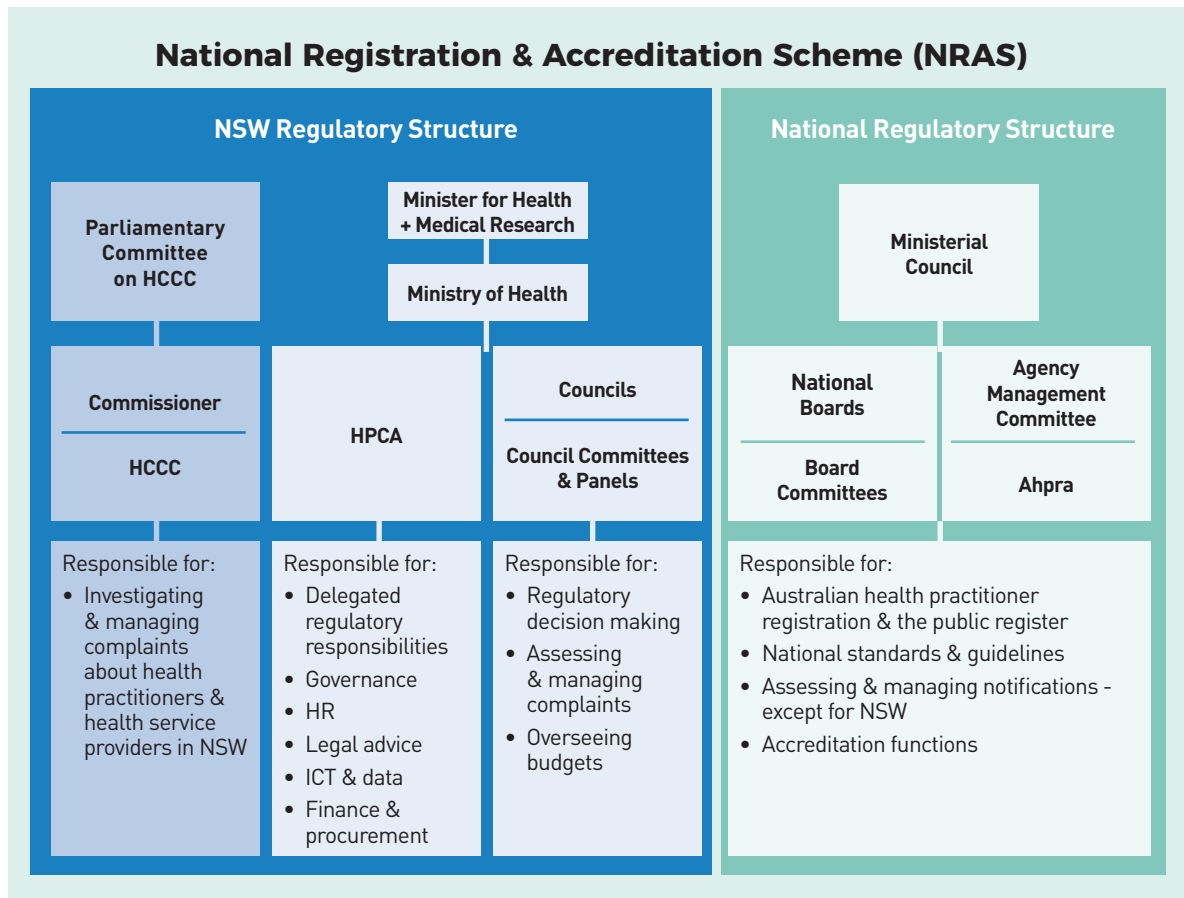 National Registration & Accreditation Scheme (NRAS)
NSW Regulatory Structure
Parliamentary
Committee
on HCCC
Minister for Health
+ Medical Research
Ministry of Health
Commissioner
HCCC
HPCA
Councils
Council Committees
& Panels
Responsible for:
• Investigating
& managing
complaints
about health
practitioners &
health service
providers in NSW
Responsible for:
• Delegated
regulatory
responsibilities
• Governance
• HR
• Legal advice
• ICT & data
• Finance &
procurement
Responsible for:
• Regulatory
decision making
• Assessing
& managing
complaints
• Overseeing
budgets
National Regulatory Structure
Ministerial
Council
National
Boards
Board
Committees
Agency
Management
Committee
Ahpra
Responsible for:
• Australian health practitioner
registration & the public register
• National standards & guidelines
• Assessing & managing notifications -
except for NSW
• Accreditation functions